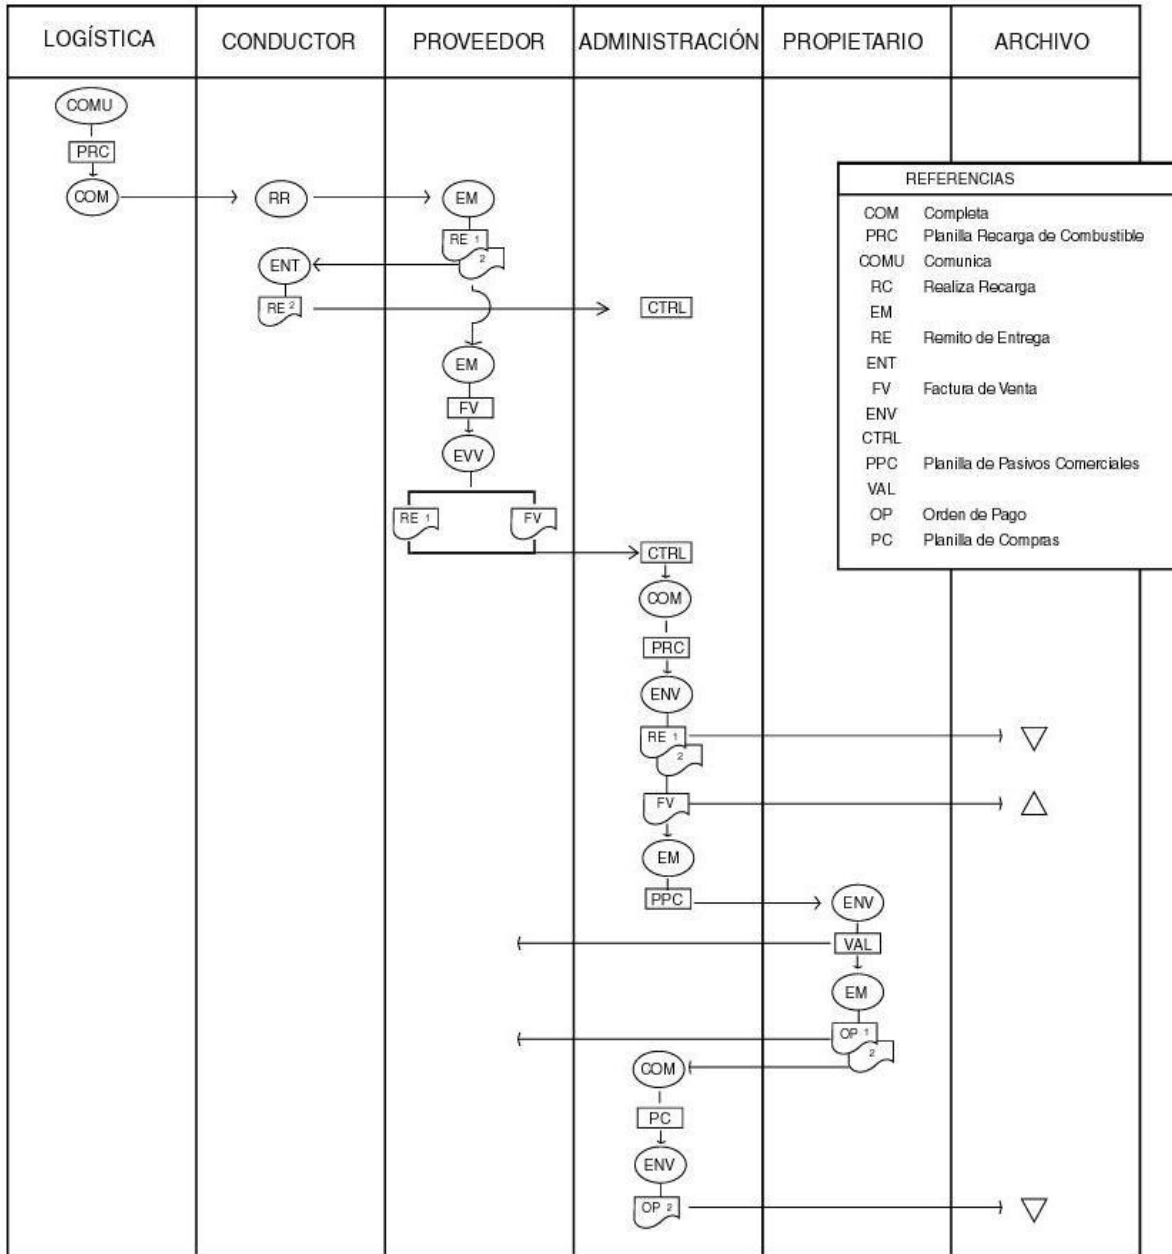 LOGÍSTICA CONDUCTOR PROVEEDOR ADMINISTRACIÓN PROPIETARIO ARCHIVO
COMU
PRC
COM RR EM
RE 1
2
ENT
RE 2 CTRL
EM
FV
EVV
RE 1 FV
CTRL
COM
PRC
ENV
RE 1
2
FV
EM
PPC ENV
VAL
EM
OP 1
2
COM
PC
ENV
OP 2
REFERENCIAS
COM Completa
PRC Planilla Recarga de Combustible
COMU Comunica
RC Realiza Recarga
EM
RE Remito de Entrega
ENT
FV Factura de Venta
ENV
CTRL
PPC Planilla de Pasivos Comerciales
VAL
OP Orden de Pago
PC Planilla de Compras